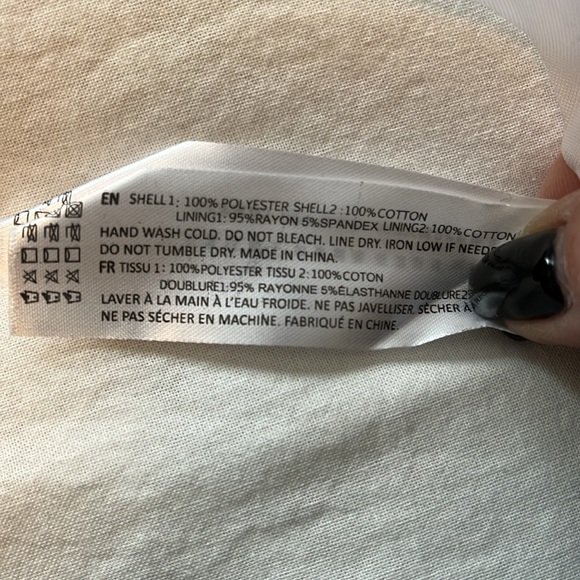 EN SHELL1: 100% POLYESTER SHELL2 :100%COTTON
LINING1: 95%RAYON 5%SPANDEX LINING2: 100%COTTON
HAND WASH COLD. DO NOT BLEACH. LINE DRY. IRON LOW IF
DO NOT TUMBLE DRY. MADE IN CHINA.
FR TISSU 1: 100%POLYESTER TISSU 2: 100%COTON
DOUBLURE1:95% RAYONNE 5%ÉLASTHANNE DOUBLURE2
LAVER À LA MAIN À L'EAU FROIDE. NE PAS JAVELLISER. SÉCHER
NE PAS SÉCHER EN MACHINE. FABRIQUÉ EN CHINE.